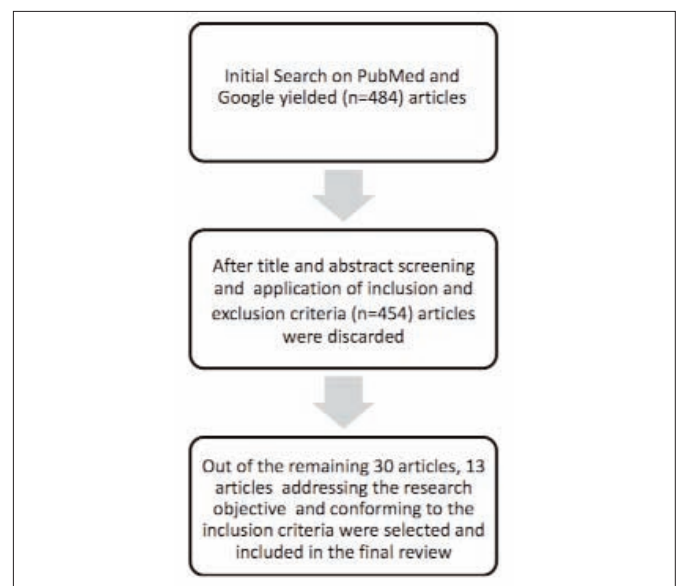 Initial Search on PubMed and
Google yielded (n=484) articles
After title and abstract screening
and application of inclusion and
exclusion criteria (n=454) articles
were discarded
Out of the remaining 30 articles, 13
articles addressing the research
objective and conforming to the
inclusion criteria were selected and
included in the final review